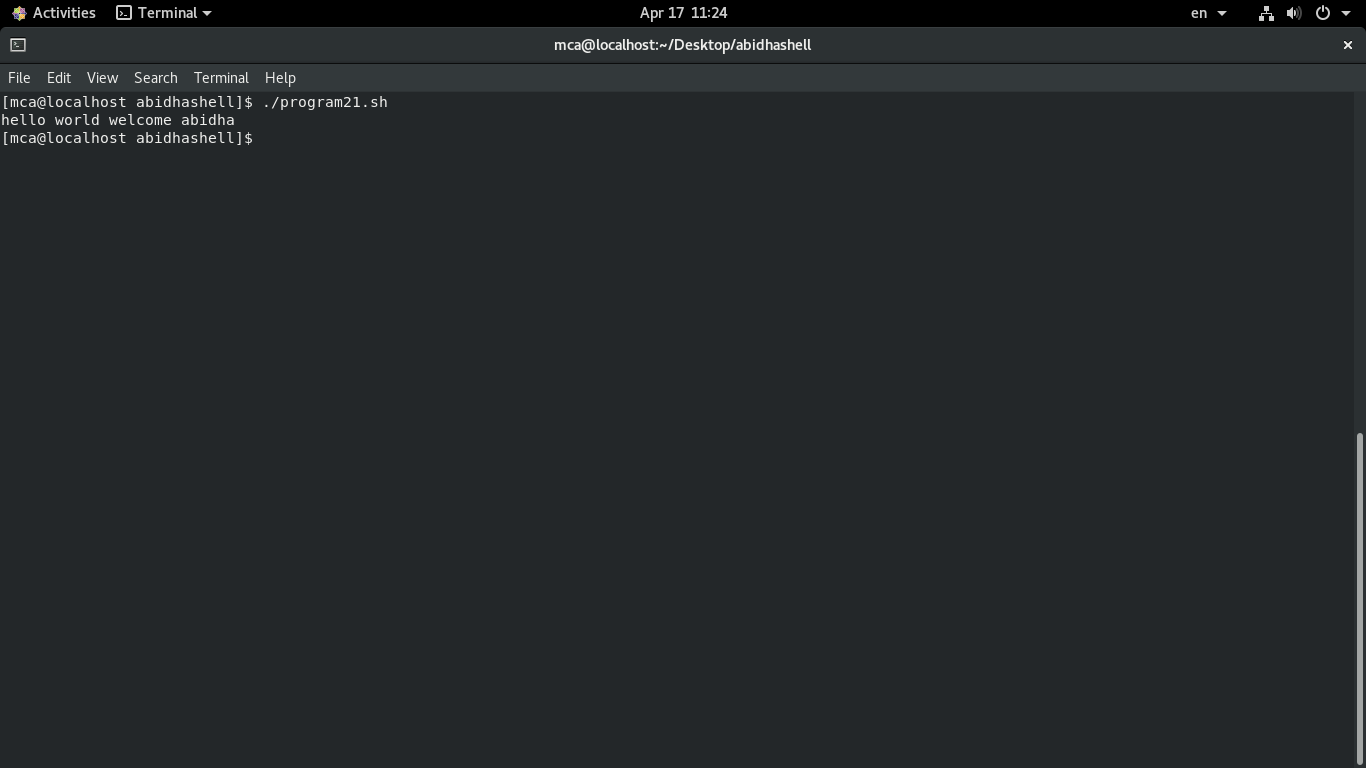 Activities Terminal Apr 17 11:24 en
mca@localhost:~/Desktop/abidhashell
File Edit View Search Terminal Help
[mca@localhost abidhashell]$ ./program21.sh
hello world welcome abidha
[mca@localhost abidhashell]$